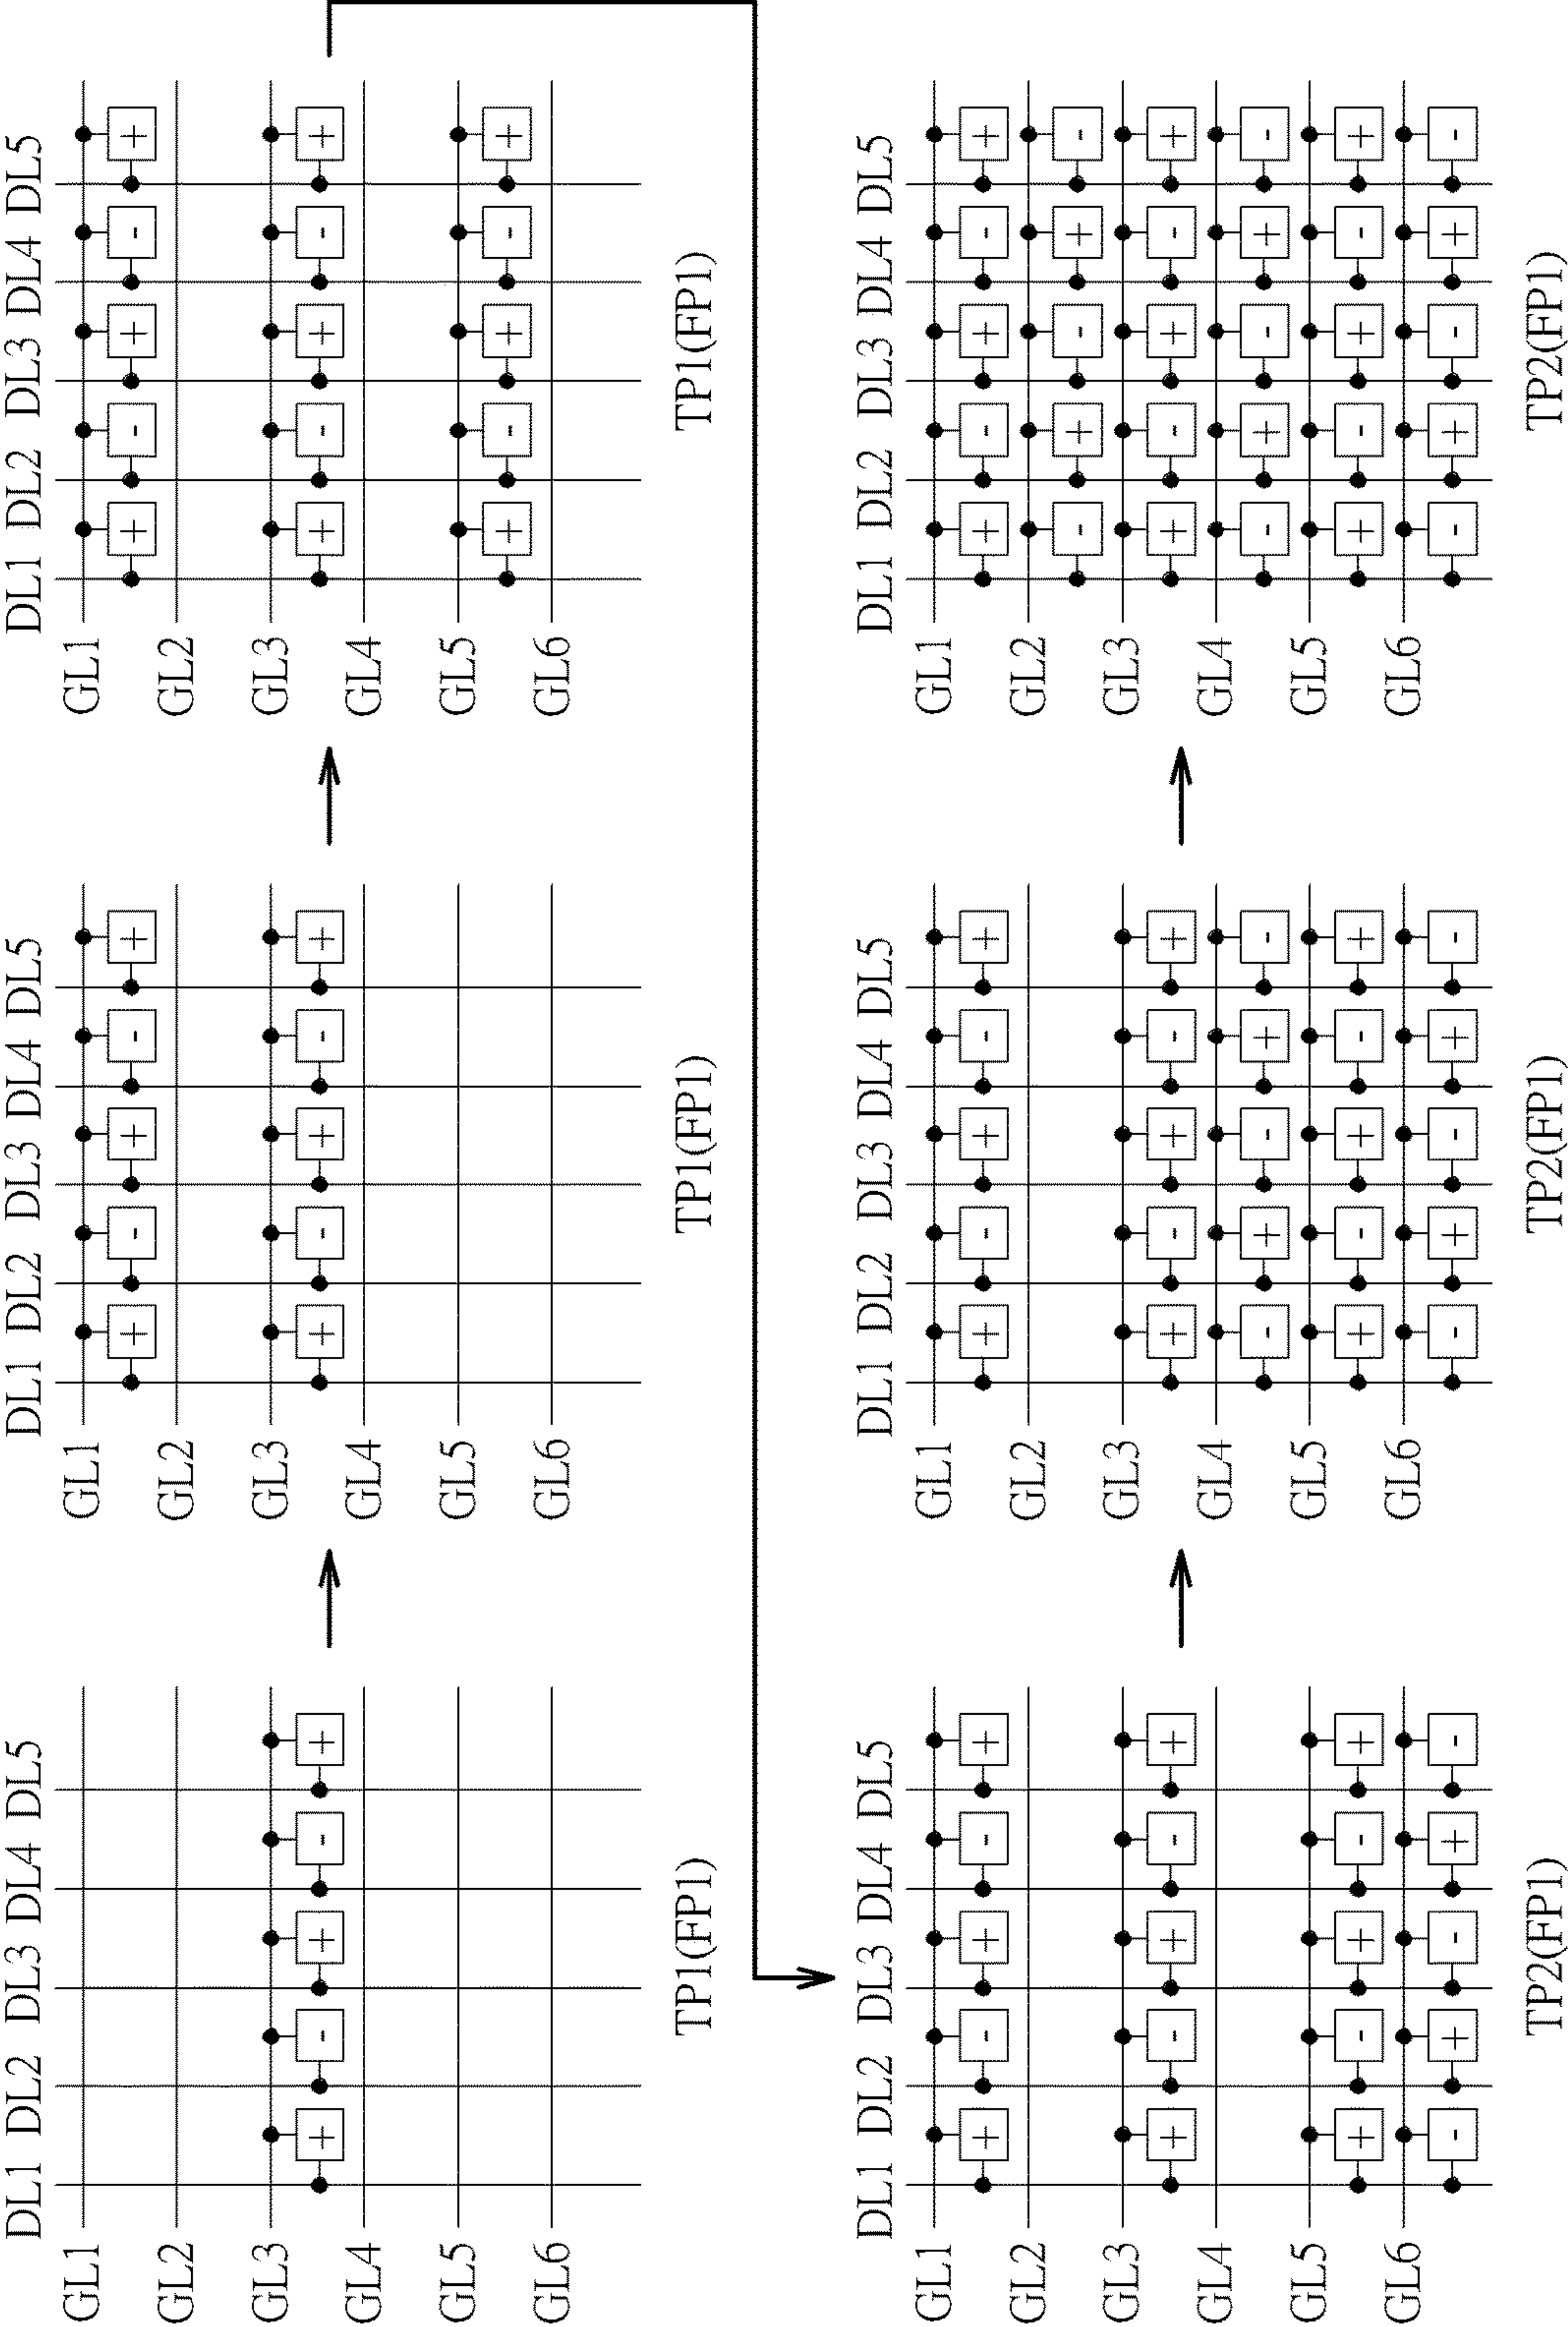 DL1 DL2 DL3 DL4 DL5
GL1
GL2
GL3
+ - + - +
GL4
GL5
GL6
TP1(FP1)
DL1 DL2 DL3 DL4 DL5
GL1
+ - + - +
GL2
GL3
+ - + - +
GL4
GL5
GL6
TP1(FP1)
DL1 DL2 DL3 DL4 DL5
GL1
+ - + - +
GL2
GL3
+ - + - +
GL4
GL5
+ - + - +
GL6
TP1(FP1)
DL1 DL2 DL3 DL4 DL5
GL1
+ - + - +
GL2
GL3
+ - + - +
GL4
GL5
+ - + - +
GL6
- + - + -
TP2(FP1)
DL1 DL2 DL3 DL4 DL5
GL1
+ - + - +
GL2
GL3
+ - + - +
GL4
- + - + -
GL5
+ - + - +
GL6
- + - + -
TP2(FP1)
DL1 DL2 DL3 DL4 DL5
GL1
+ - + - +
GL2
- + - + -
GL3
+ - + - +
GL4
- + - + -
GL5
+ - + - +
GL6
- + - + -
TP2(FP1)